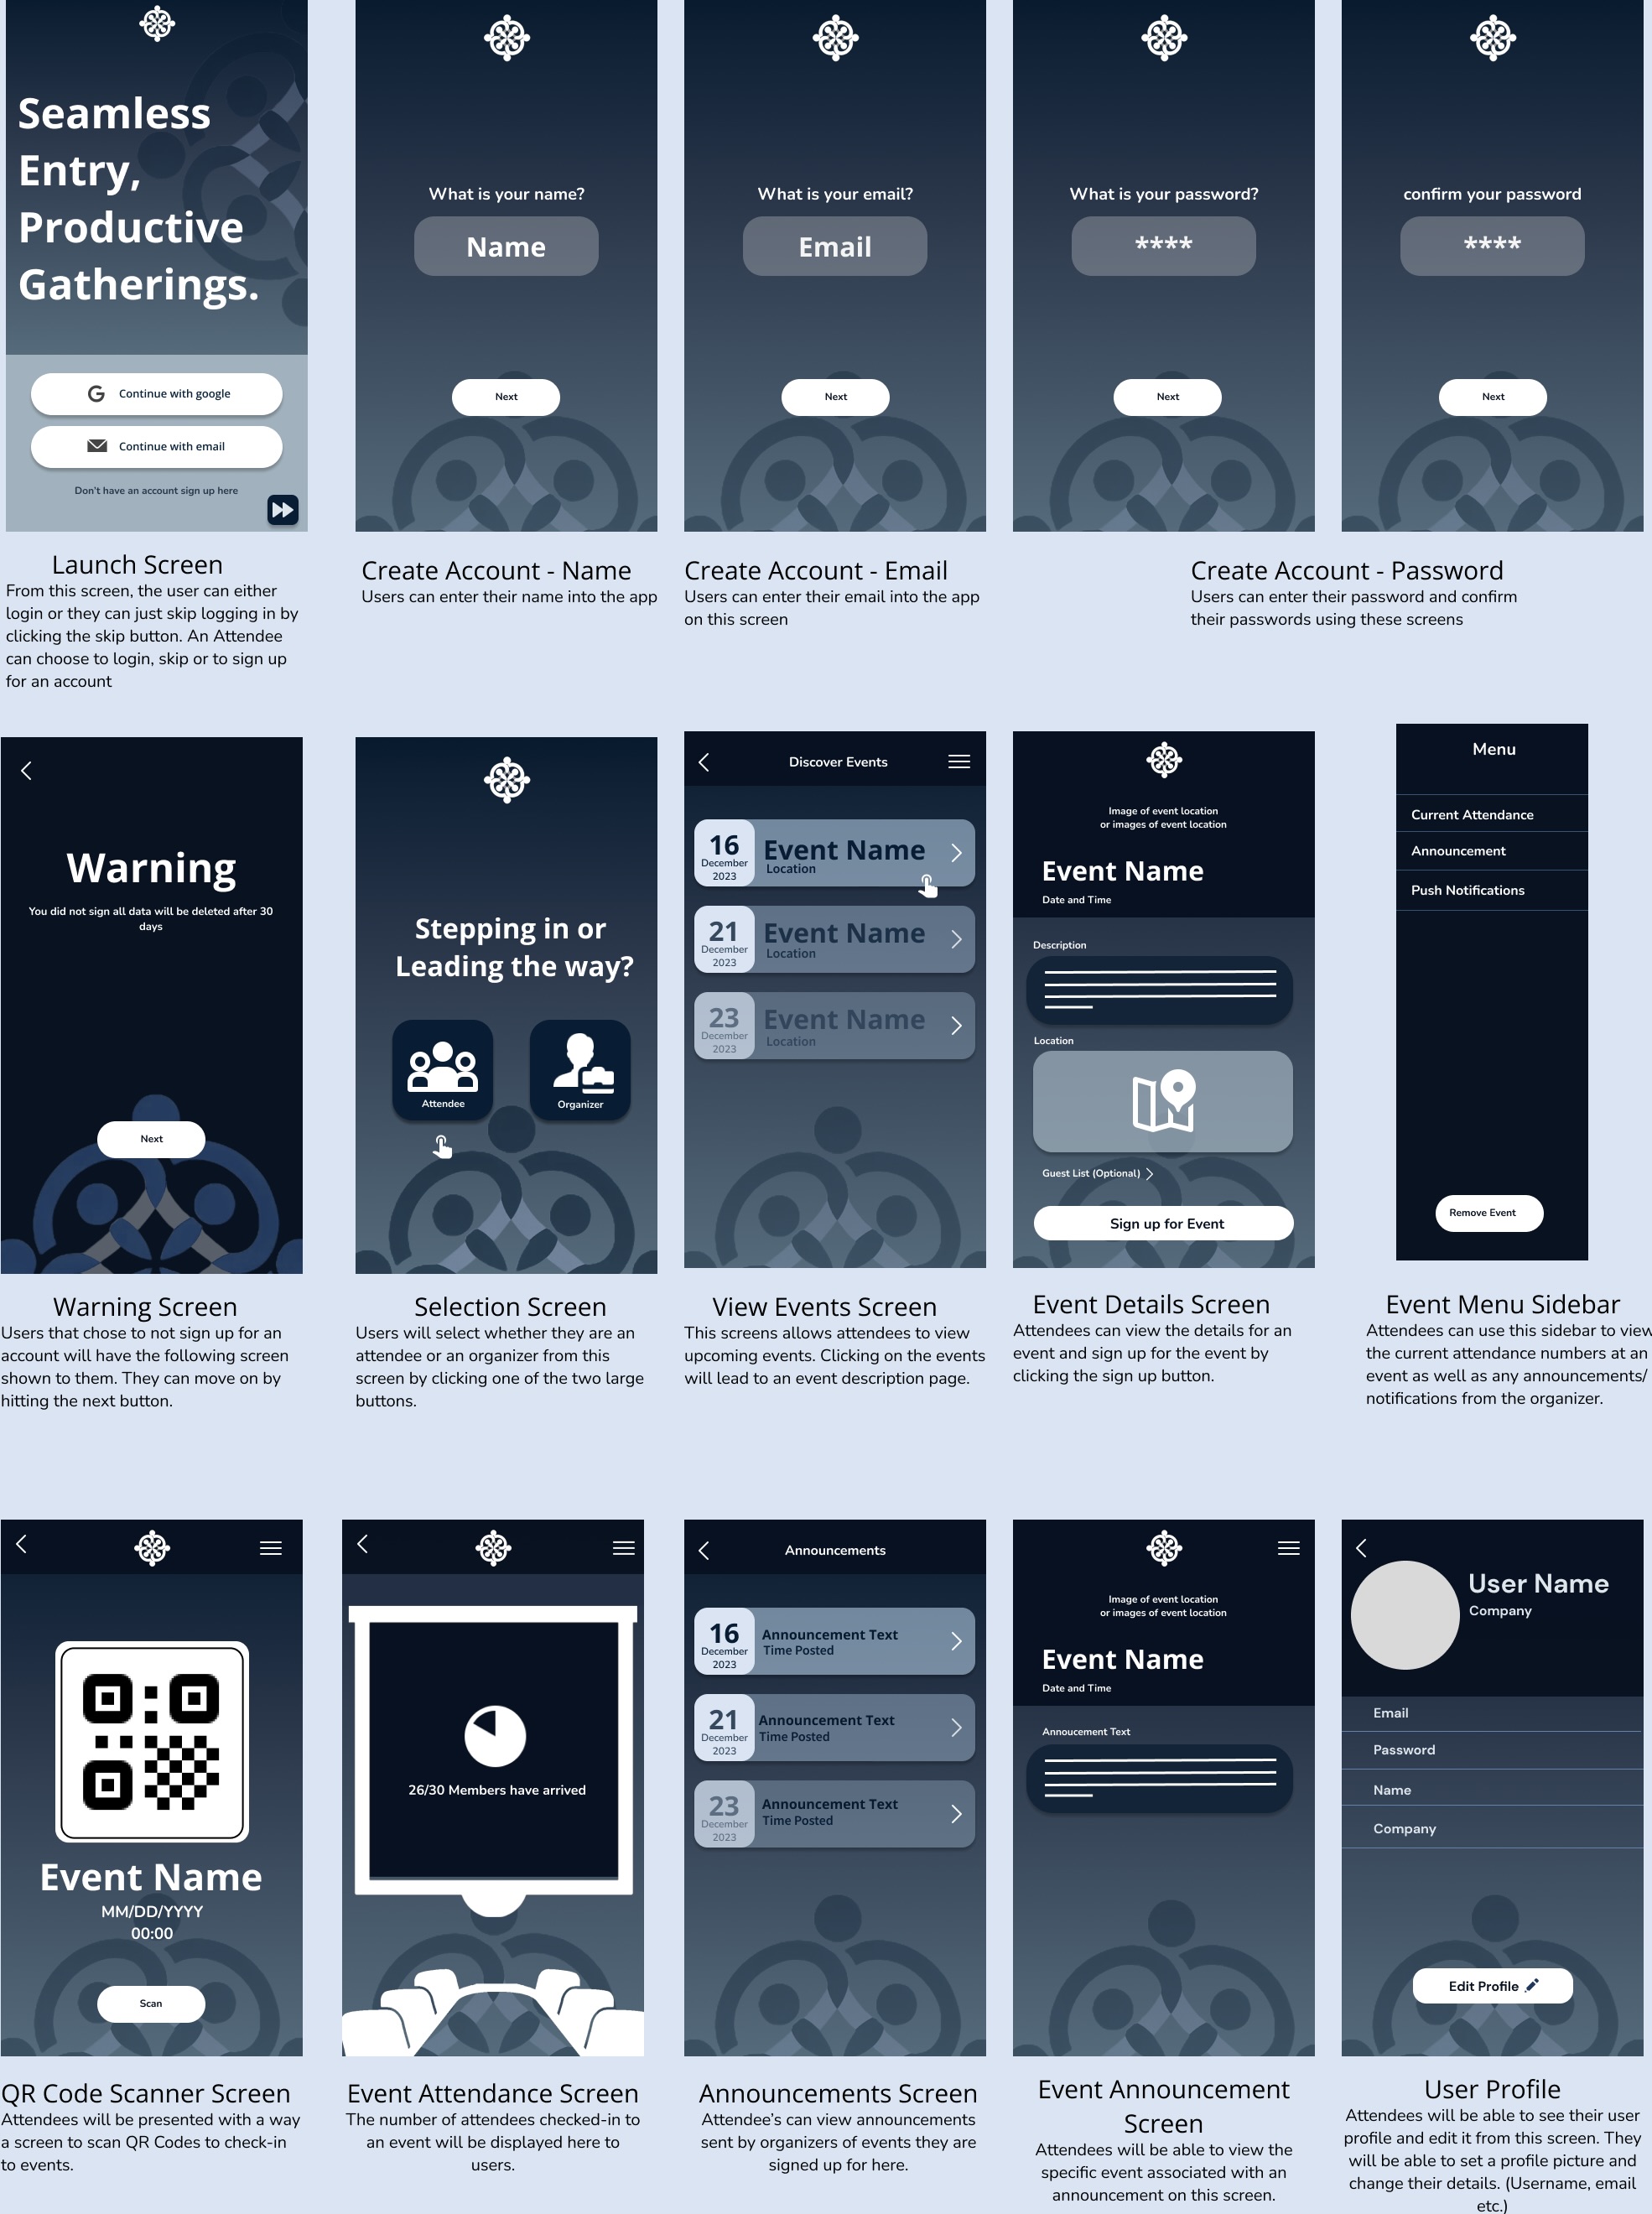 Seamless
Entry,
Productive
Gatherings.
Continue with google
Continue with email
Don't have an account sign up here
Launch Screen
From this screen, the user can either
login or they can just skip logging in by
clicking the skip button. An Attendee
can choose to login, skip or to sign up
for an account
What is your name?
Name
Next
Create Account - Name
Users can enter their name into the app
What is your email?
Email
Next
Create Account - Email
Users can enter their email into the app
on this screen
What is your password?
****
Next
confirm your password
****
Next
Create Account - Password
Users can enter their password and confirm
their passwords using these screens
Warning
You did not sign all data will be deleted after 30
days
Next
Warning Screen
Users that chose to not sign up for an
account will have the following screen
shown to them. They can move on by
hitting the next button.
Stepping in or
Leading the way?
Attendee
Organizer
Selection Screen
Users will select whether they are an
attendee or an organizer from this
screen by clicking one of the two large
buttons.
Discover Events
16
December
2023
Event Name
Location
21
December
2023
Event Name
Location
23
December
2023
Event Name
Location
View Events Screen
This screens allows attendees to view
upcoming events. Clicking on the events
will lead to an event description page.
Image of event location
or images of event location
Event Name
Date and Time
Description
Location
Guest List (Optional)
Sign up for Event
Event Details Screen
Attendees can view the details for an
event and sign up for the event by
clicking the sign up button.
Menu
Current Attendance
Announcement
Push Notifications
Remove Event
Event Menu Sidebar
Attendees can use this sidebar to view
the current attendance numbers at an
event as well as any announcements/
notifications from the organizer.
Event Name
MM/DD/YYYY
00:00
Scan
QR Code Scanner Screen
Attendees will be presented with a way
a screen to scan QR Codes to check-in
to events.
26/30 Members have arrived
Event Attendance Screen
The number of attendees checked-in to
an event will be displayed here to
users.
Announcements
16
December
2023
Announcement Text
Time Posted
21
December
2023
Announcement Text
Time Posted
23
December
2023
Announcement Text
Time Posted
Announcements Screen
Attendee's can view announcements
sent by organizers of events they are
signed up for here.
Image of event location
or images of event location
Event Name
Date and Time
Annoucement Text
Event Announcement
Screen
Attendees will be able to view the
specific event associated with an
announcement on this screen.
User Name
Company
Email
Password
Name
Company
Edit Profile
User Profile
Attendees will be able to see their user
profile and edit it from this screen. They
will be able to set a profile picture and
change their details. (Username, email
etc.)